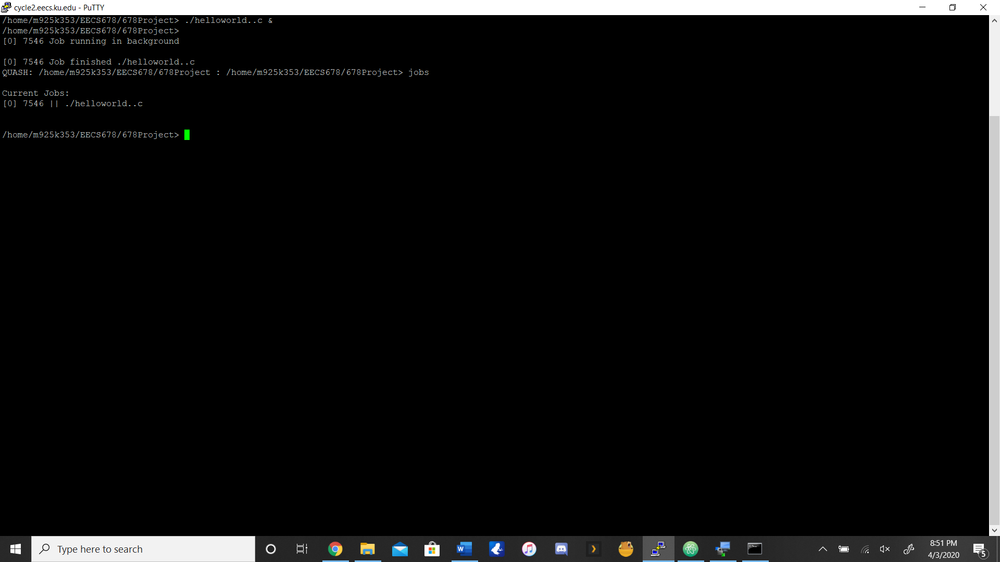 cycle2.eecs.ku.edu - PuTTY
/home/m925k353/EECS678/678Project> ./helloworld..c &
/home/m925k353/EECS678/678Project>
[0] 7546 Job running in background
[0] 7546 Job finished ./helloworld..c
QUASH: /home/m925k353/EECS678/678Project : /home/m925k353/EECS678/678Project> jobs
Current Jobs:
[0] 7546 || ./helloworld..c
/home/m925k353/EECS678/678Project>
Type here to search
8:51 PM
4/3/2020
5